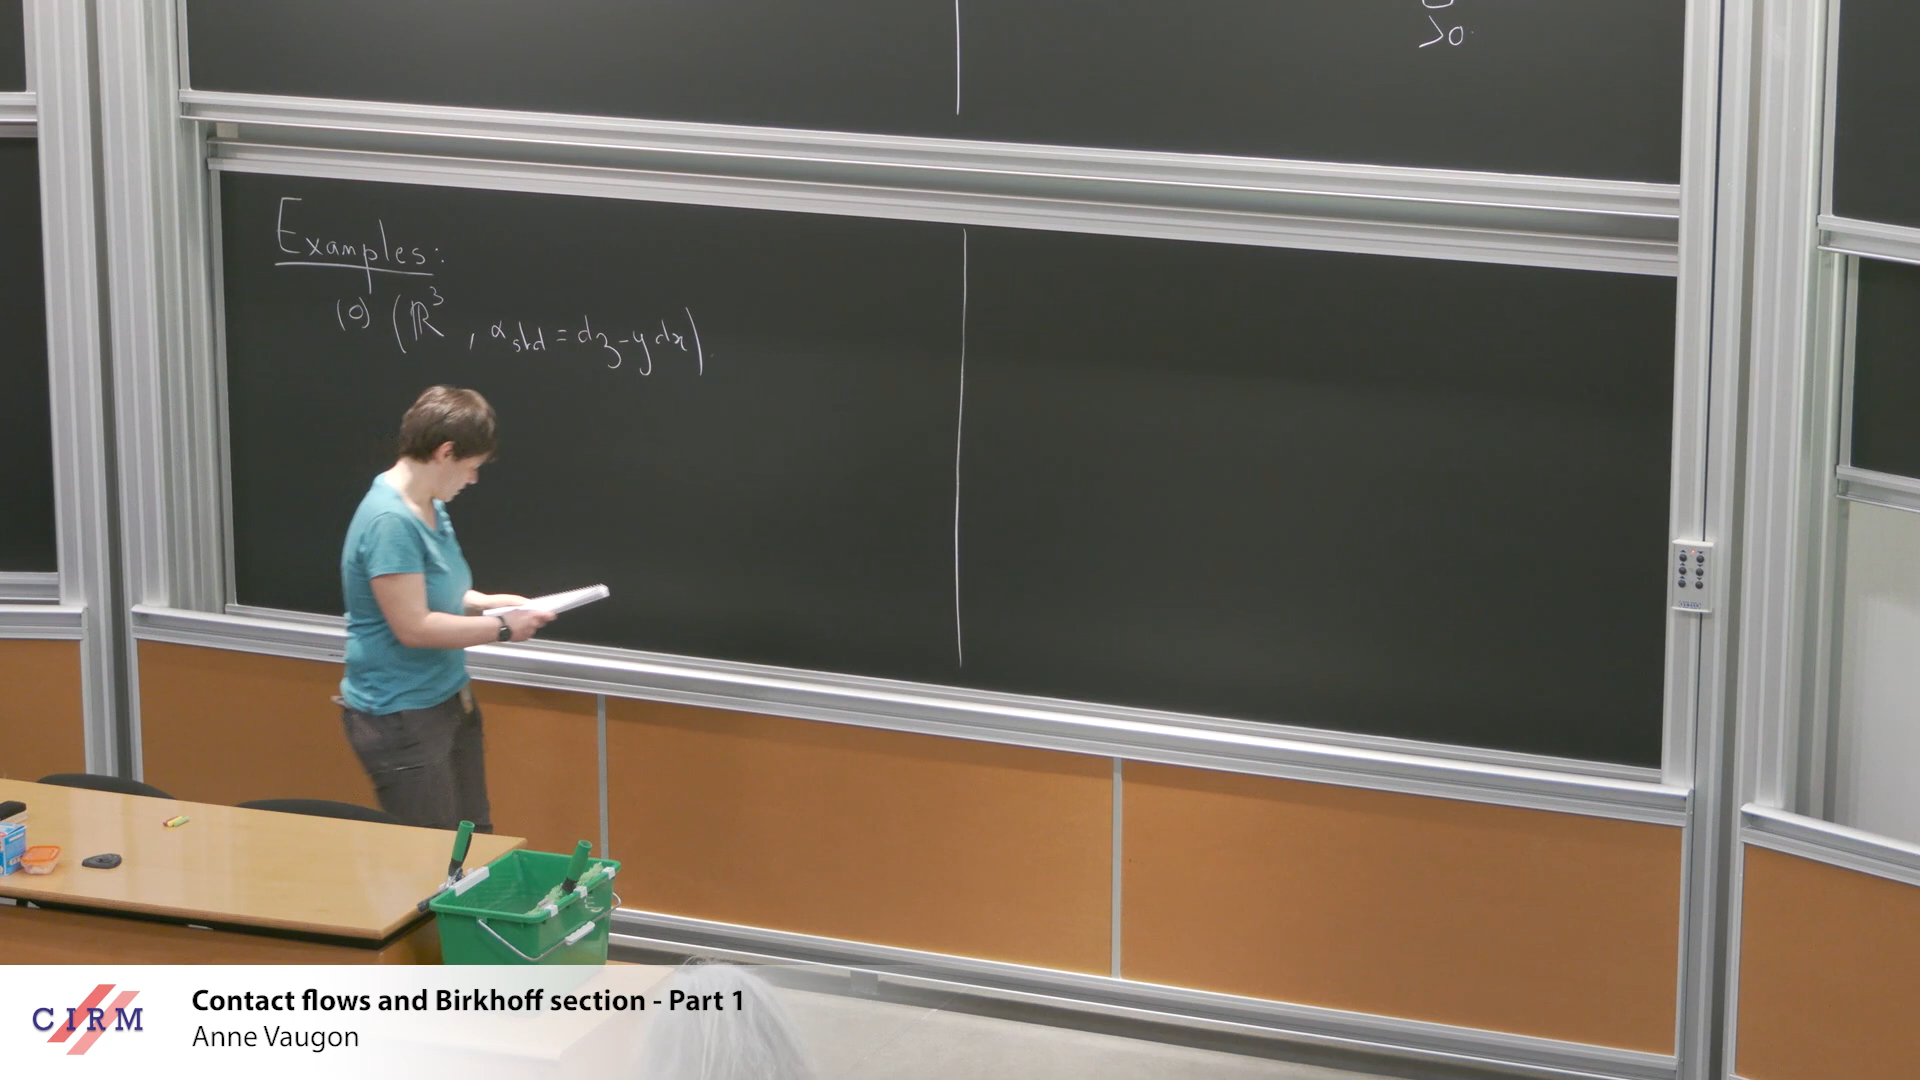 >0.
Examples:
(0) (ℝ³, α_std = dz - y dx).
CIRM
Contact flows and Birkhoff section - Part 1
Anne Vaugon